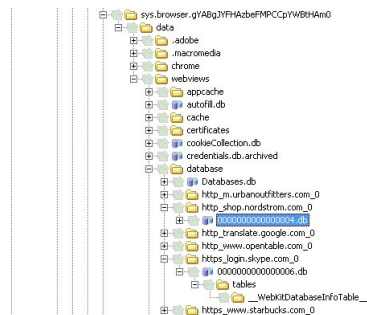 sys.browser.gYABgJYFHAzbeFMPCCpYWBtHAm0
data
.adobe
.macromedia
chrome
webviews
appcache
autofill.db
cache
certificates
cookieCollection.db
credentials.db.archived
database
Databases.db
http_m.urbanoutfitters.com_0
http_shop.nordstrom.com_0
0000000000000004.db
http_translate.google.com_0
http_www.opentable.com_0
https_login.skype.com_0
0000000000000006.db
tables
__WebKitDatabaseInfoTable__
https_www.starbucks.com_0